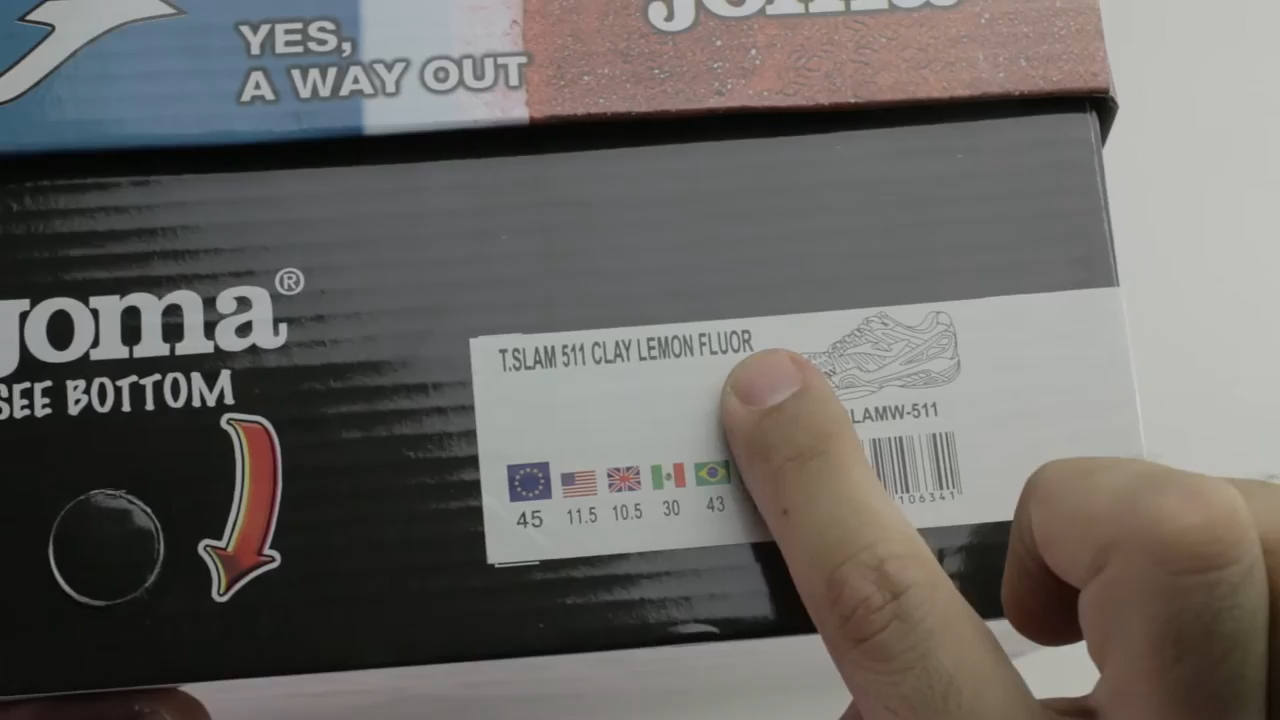 YES,
A WAY OUT
joma
joma®
SEE BOTTOM
T.SLAM 511 CLAY LEMON FLUOR
LAMW-511
45 11.5 10.5 30 43
106341